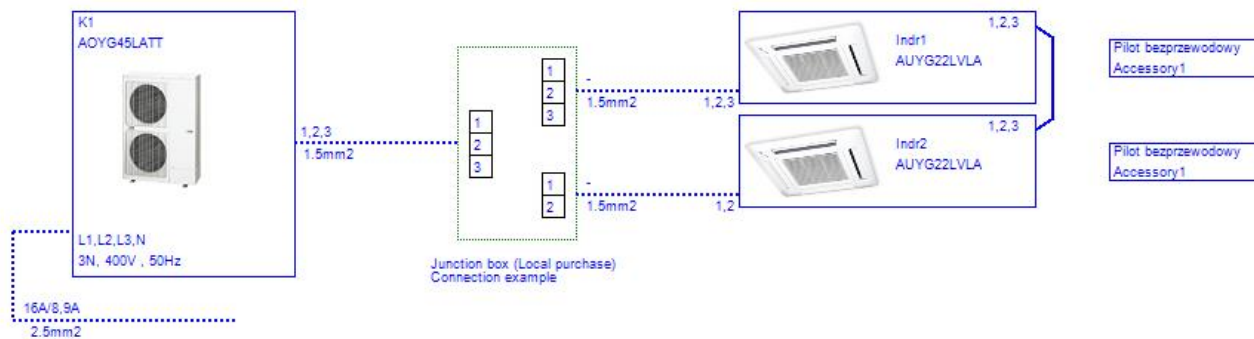 K1
AOYG45LATT
L1,L2,L3,N
3N, 400V , 50Hz
16A/8,9A
2.5mm2
1,2,3
1.5mm2
1
2
3
1
2
3
1
2
Junction box (Local purchase)
Connection example
-
1.5mm2
1,2,3
-
1.5mm2
1,2
1,2,3
Indr1
AUYG22LVLA
1,2,3
Indr2
AUYG22LVLA
Pilot bezprzewodowy
Accessory1
Pilot bezprzewodowy
Accessory1